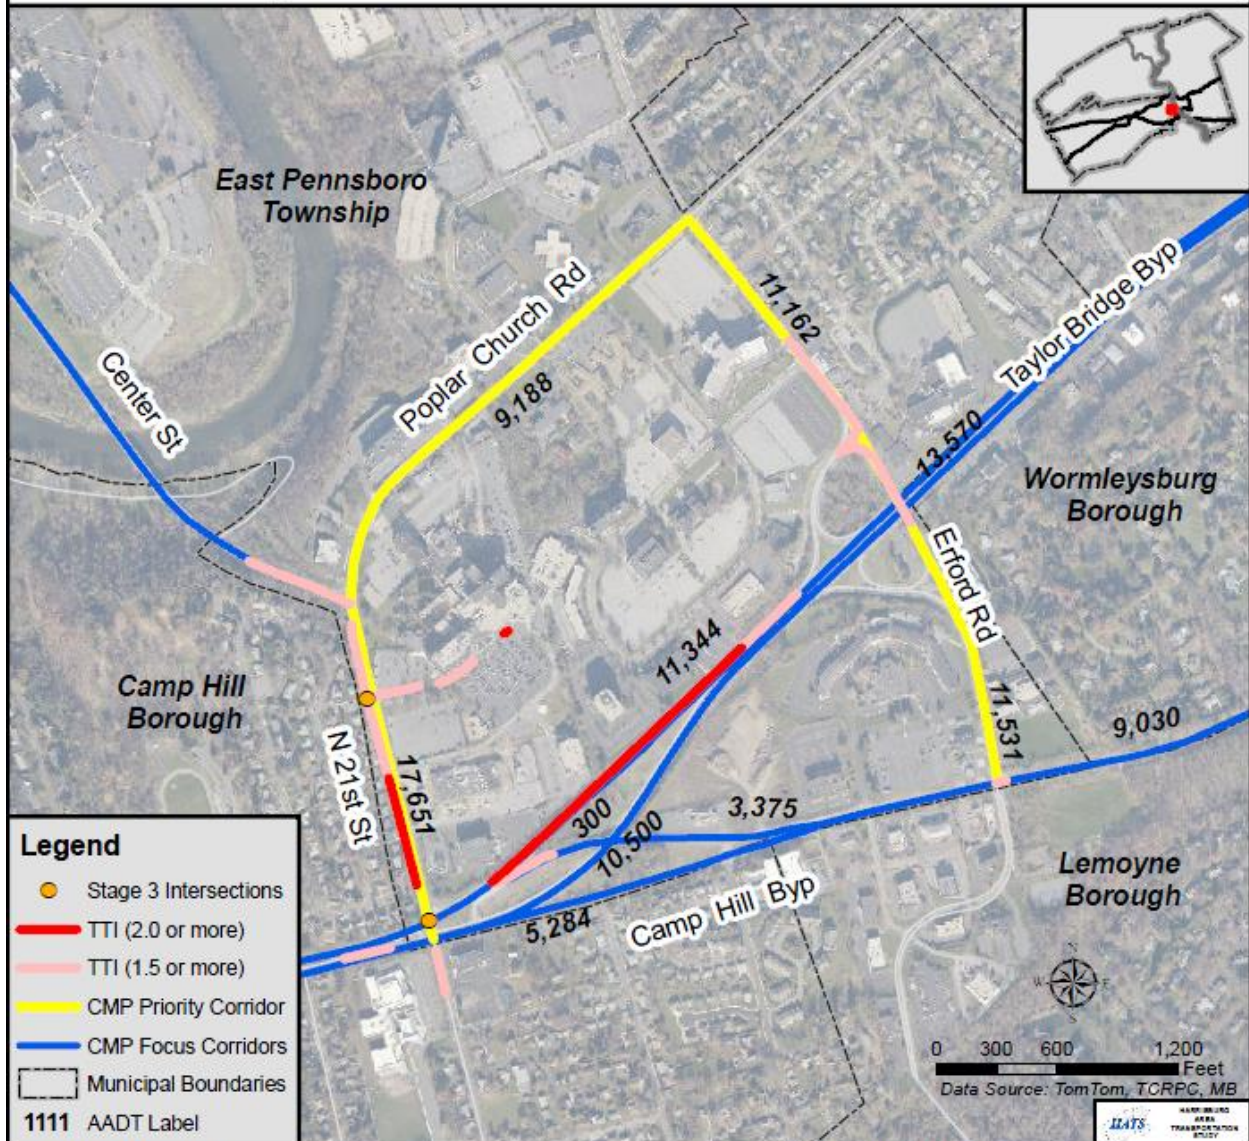 East Pennsboro
Township
Poplar Church Rd
9,188
11,162
Taylor Bridge Byp
13,570
Center St
Wormleysburg
Borough
Erford Rd
11,344
Camp Hill
Borough
N 21st St
17,651
11,531
9,030
300
3,375
10,500
5,284
Camp Hill Byp
Lemoyne
Borough
Legend
Stage 3 Intersections
TTI (2.0 or more)
TTI (1.5 or more)
CMP Priority Corridor
CMP Focus Corridors
Municipal Boundaries
1111 AADT Label
N
W E
S
0 300 600 1,200
Feet
Data Source: TomTom, TCRPC, MB
HATS
HARRISBURG
AREA
TRANSPORTATION
STUDY